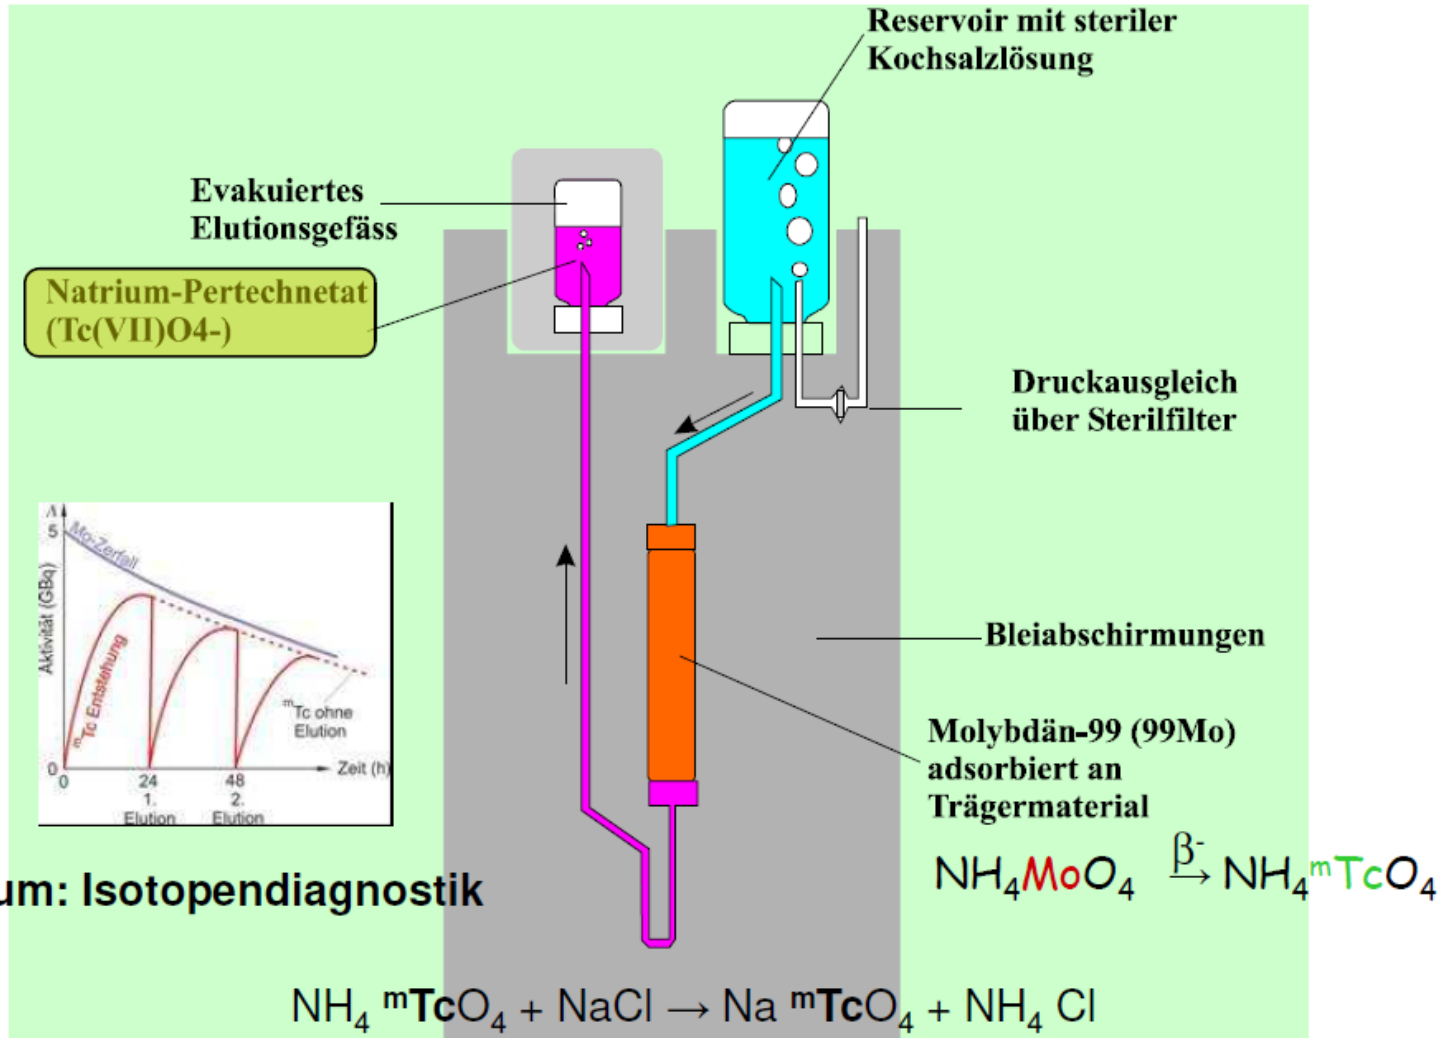 Reservoir mit steriler
Kochsalzlösung
Evakuiertes
Elutionsgefäss
Natrium-Pertechnetat
(Tc(VII)O4-)
Druckausgleich
über Sterilfilter
A
5
Mo-Zerfall
Aktivität (GBq)
ᵐTc Entstehung
ᵐTc ohne
Elution
0
0 24 48 Zeit (h)
1. 2.
Elution Elution
Bleiabschirmungen
Molybdän-99 (99Mo)
adsorbiert an
Trägermaterial
NH₄MoO₄ β⁻→ NH₄ᵐTcO₄
um: Isotopendiagnostik
NH₄ ᵐTcO₄ + NaCl → Na ᵐTcO₄ + NH₄ Cl